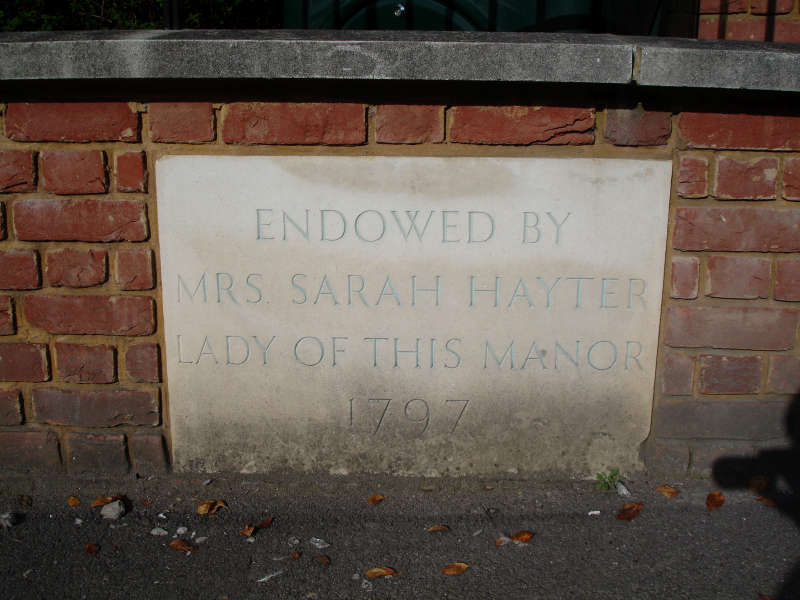 ENDOWED BY
MRS. SARAH HAYTER
LADY OF THIS MANOR
1797